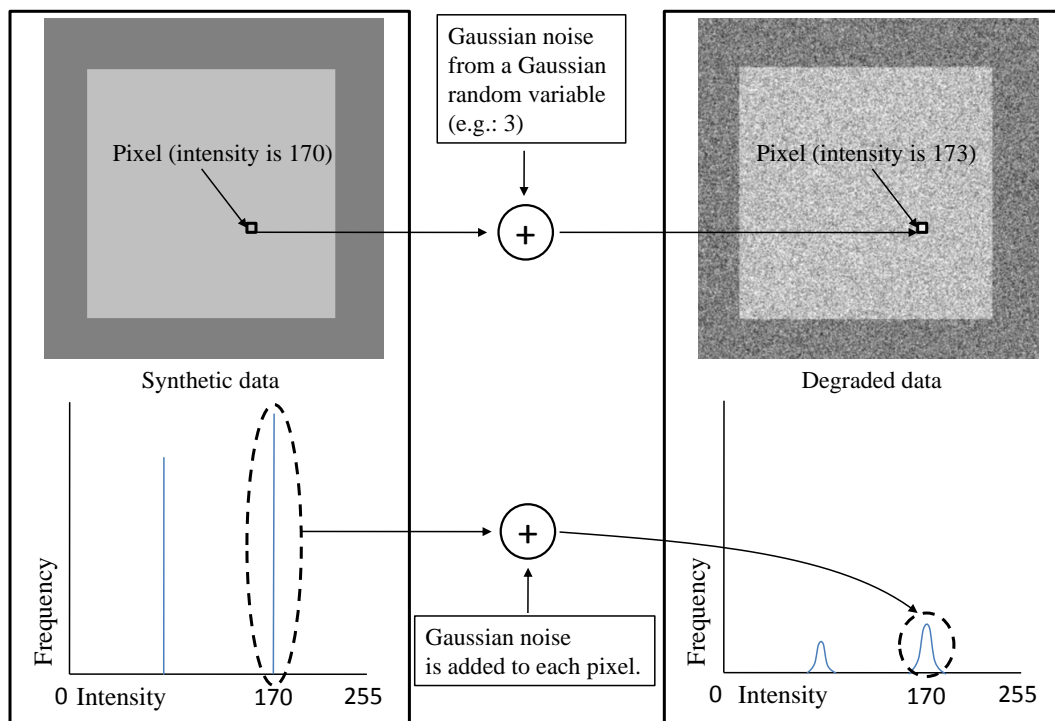 Gaussian noise
from a Gaussian
random variable
(e.g.: 3)
Pixel (intensity is 170)
Pixel (intensity is 173)
+
Synthetic data
Degraded data
Frequency
0 Intensity 170 255
+
Gaussian noise
is added to each pixel.
Frequency
0 Intensity 170 255